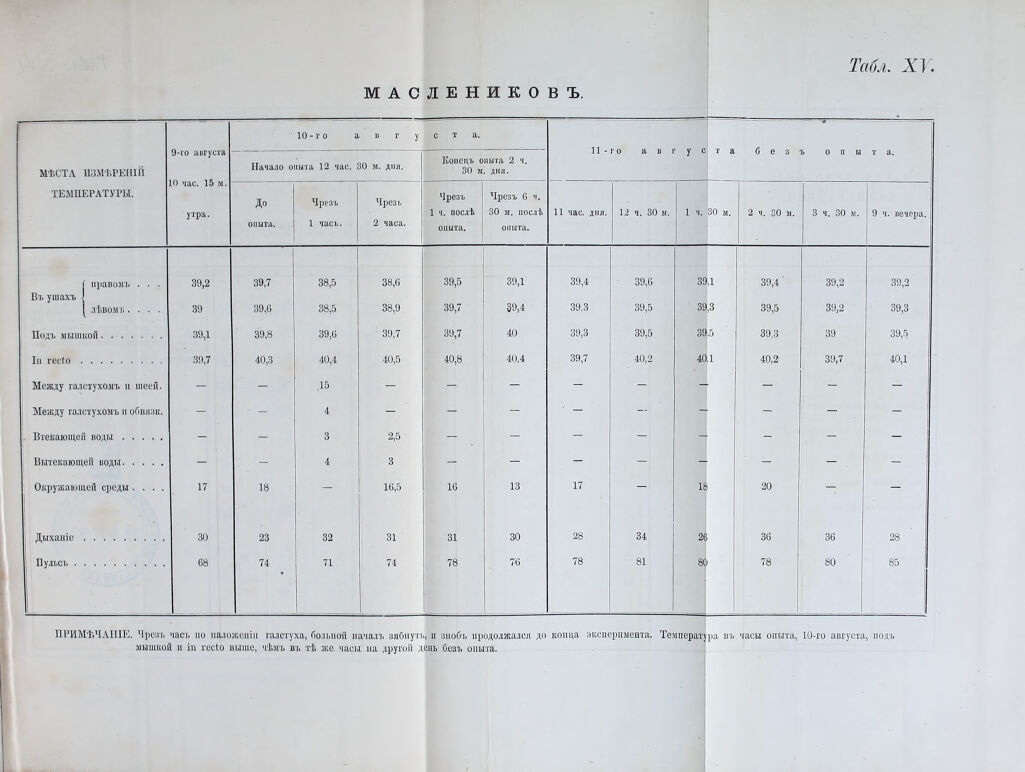 Табл. XV.
МАСЛЕНИКОВЪ.
МѢСТА ИЗМѢРЕНІЙ ТЕМПЕРАТУРЫ.
9-го августа 10 час. 15 м. утра.
10-го августа.
11-го августа безъ опыта.
Начало опыта 12 час. 30 м. дня.
Конецъ опыта 2 ч. 30 м. дня.
До опыта.
Чрезъ 1 часъ.
Чрезъ 2 часа.
Чрезъ 1 ч. послѣ опыта.
Чрезъ 6 ч. 30 м. послѣ опыта.
11 час. дня.
12 ч. 30 м.
1 ч. 30 м.
2 ч. 30 м.
3 ч. 30 м.
9 ч. вечера.
Въ ушахъ
правомъ . . . 39,2 39,7 38,5 38,6 39,5 39,1 39,4 39,6 39,1 39,4 39,2 39,2
лѣвомъ . . . . 39 39,6 38,5 38,9 39,7 39,4 39,3 39,5 39,3 39,5 39,2 39,3
Подъ мышкой . . . . . . . 39,1 39,8 39,6 39,7 39,7 40 39,3 39,5 39,5 39,3 39 39,5
In recto . . . . . . . . . 39,7 40,3 40,4 40,5 40,8 40,4 39,7 40,2 40,1 40,2 39,7 40,1
Между галстухомъ и шеей. — — 15 — — — — — — — — —
Между галстухомъ и обвязк. — — 4 — — — — — — — — —
Втекающей воды . . . . . — — 3 2,5 — — — — — — — —
Вытекающей воды. . . . . — — 4 3 — — — — — — — —
Окружающей среды . . . . 17 18 — 16,5 16 13 17 — 18 20 — —
Дыханіе . . . . . . . . . 30 23 32 31 31 30 28 34 26 36 36 28
Пульсъ . . . . . . . . . . 68 74 71 74 78 76 78 81 80 78 80 85
ПРИМѢЧАНІЕ. Чрезъ часъ по наложеніи галстуха, больной началъ зябнуть, и знобъ продолжался до конца эксперимента. Температура въ часы опыта, 10-го августа, подъ
мышкой и in recto выше, чѣмъ въ тѣ же часы на другой день безъ опыта.